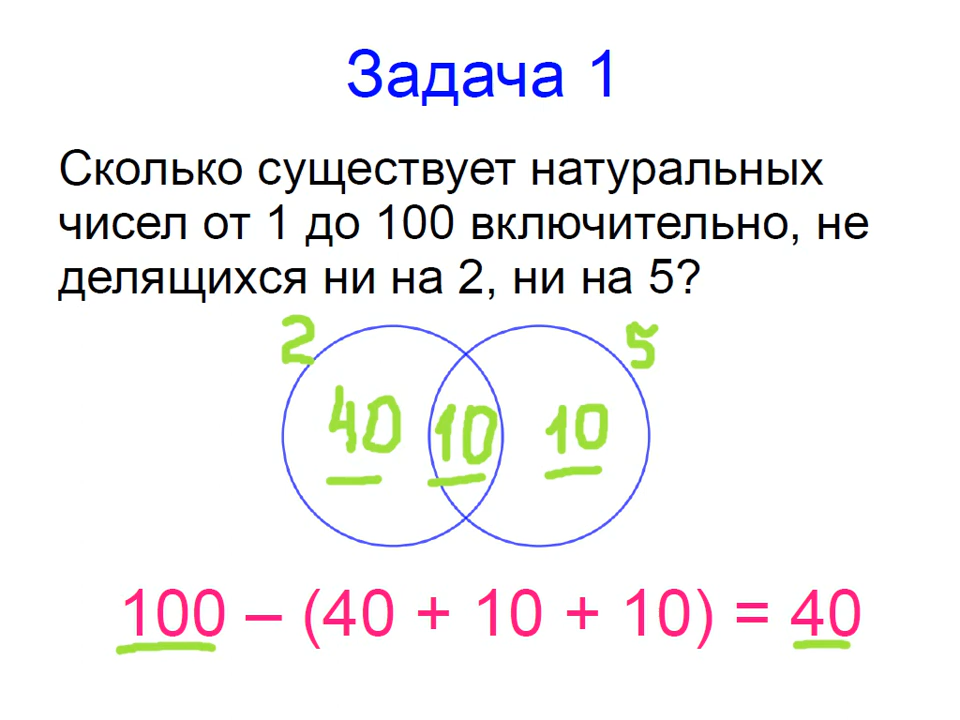 Задача 1
Сколько существует натуральных
чисел от 1 до 100 включительно, не
делящихся ни на 2, ни на 5?
2 5
40 10 10
100 – (40 + 10 + 10) = 40